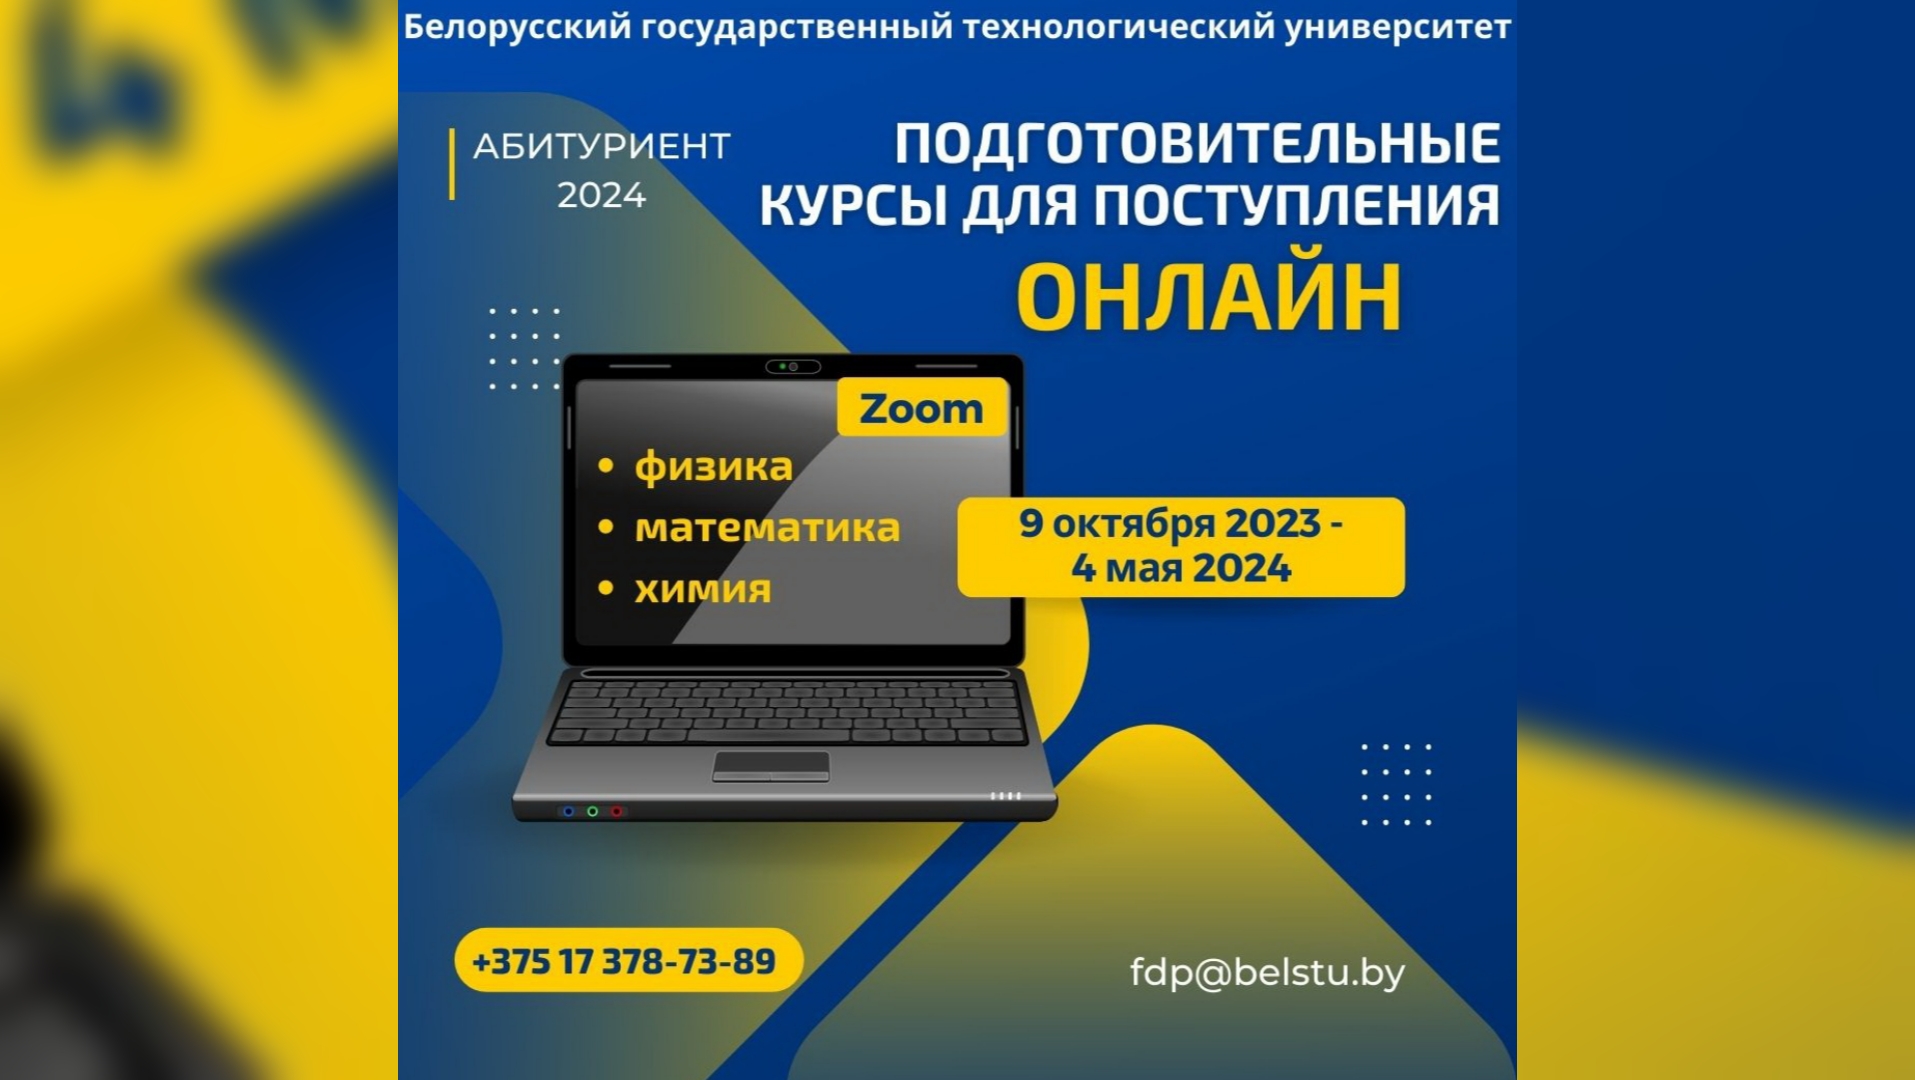 Белорусский государственный технологический университет
АБИТУРИЕНТ
2024
ПОДГОТОВИТЕЛЬНЫЕ
КУРСЫ ДЛЯ ПОСТУПЛЕНИЯ
ОНЛАЙН
Zoom
• физика
• математика
• химия
9 октября 2023 -
4 мая 2024
+375 17 378-73-89
fdp@belstu.by